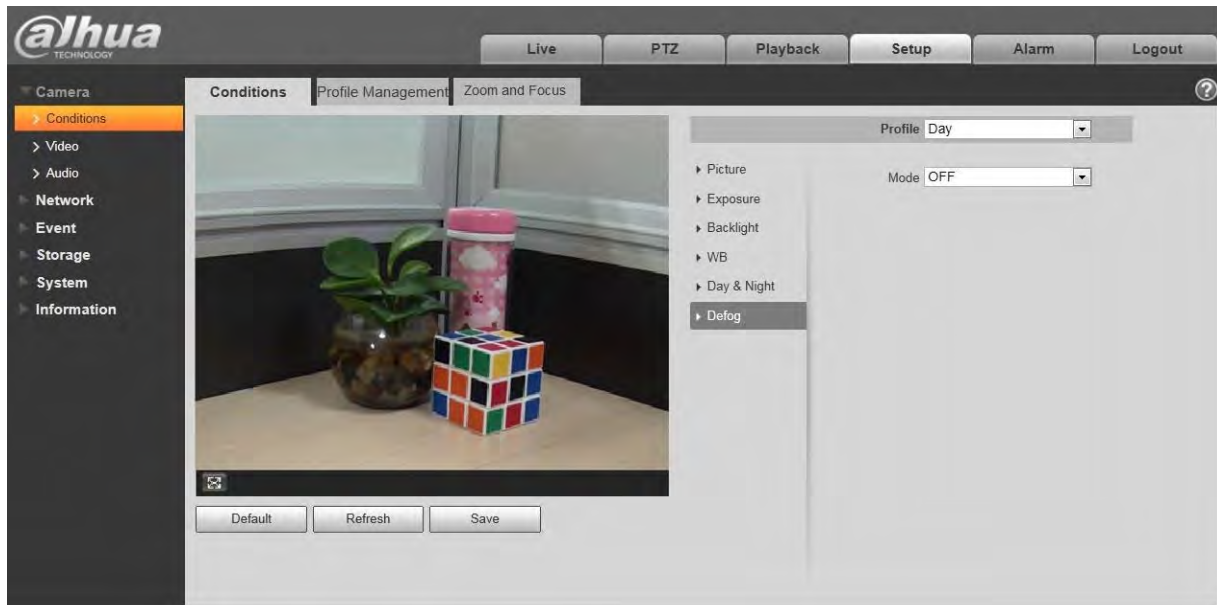 alhua
TECHNOLOGY
Live PTZ Playback Setup Alarm Logout
Camera
Conditions
Video
Audio
Network
Event
Storage
System
Information
Conditions Profile Management Zoom and Focus
?
Profile Day
Picture
Exposure
Backlight
WB
Day & Night
Defog
Mode OFF
Default Refresh Save